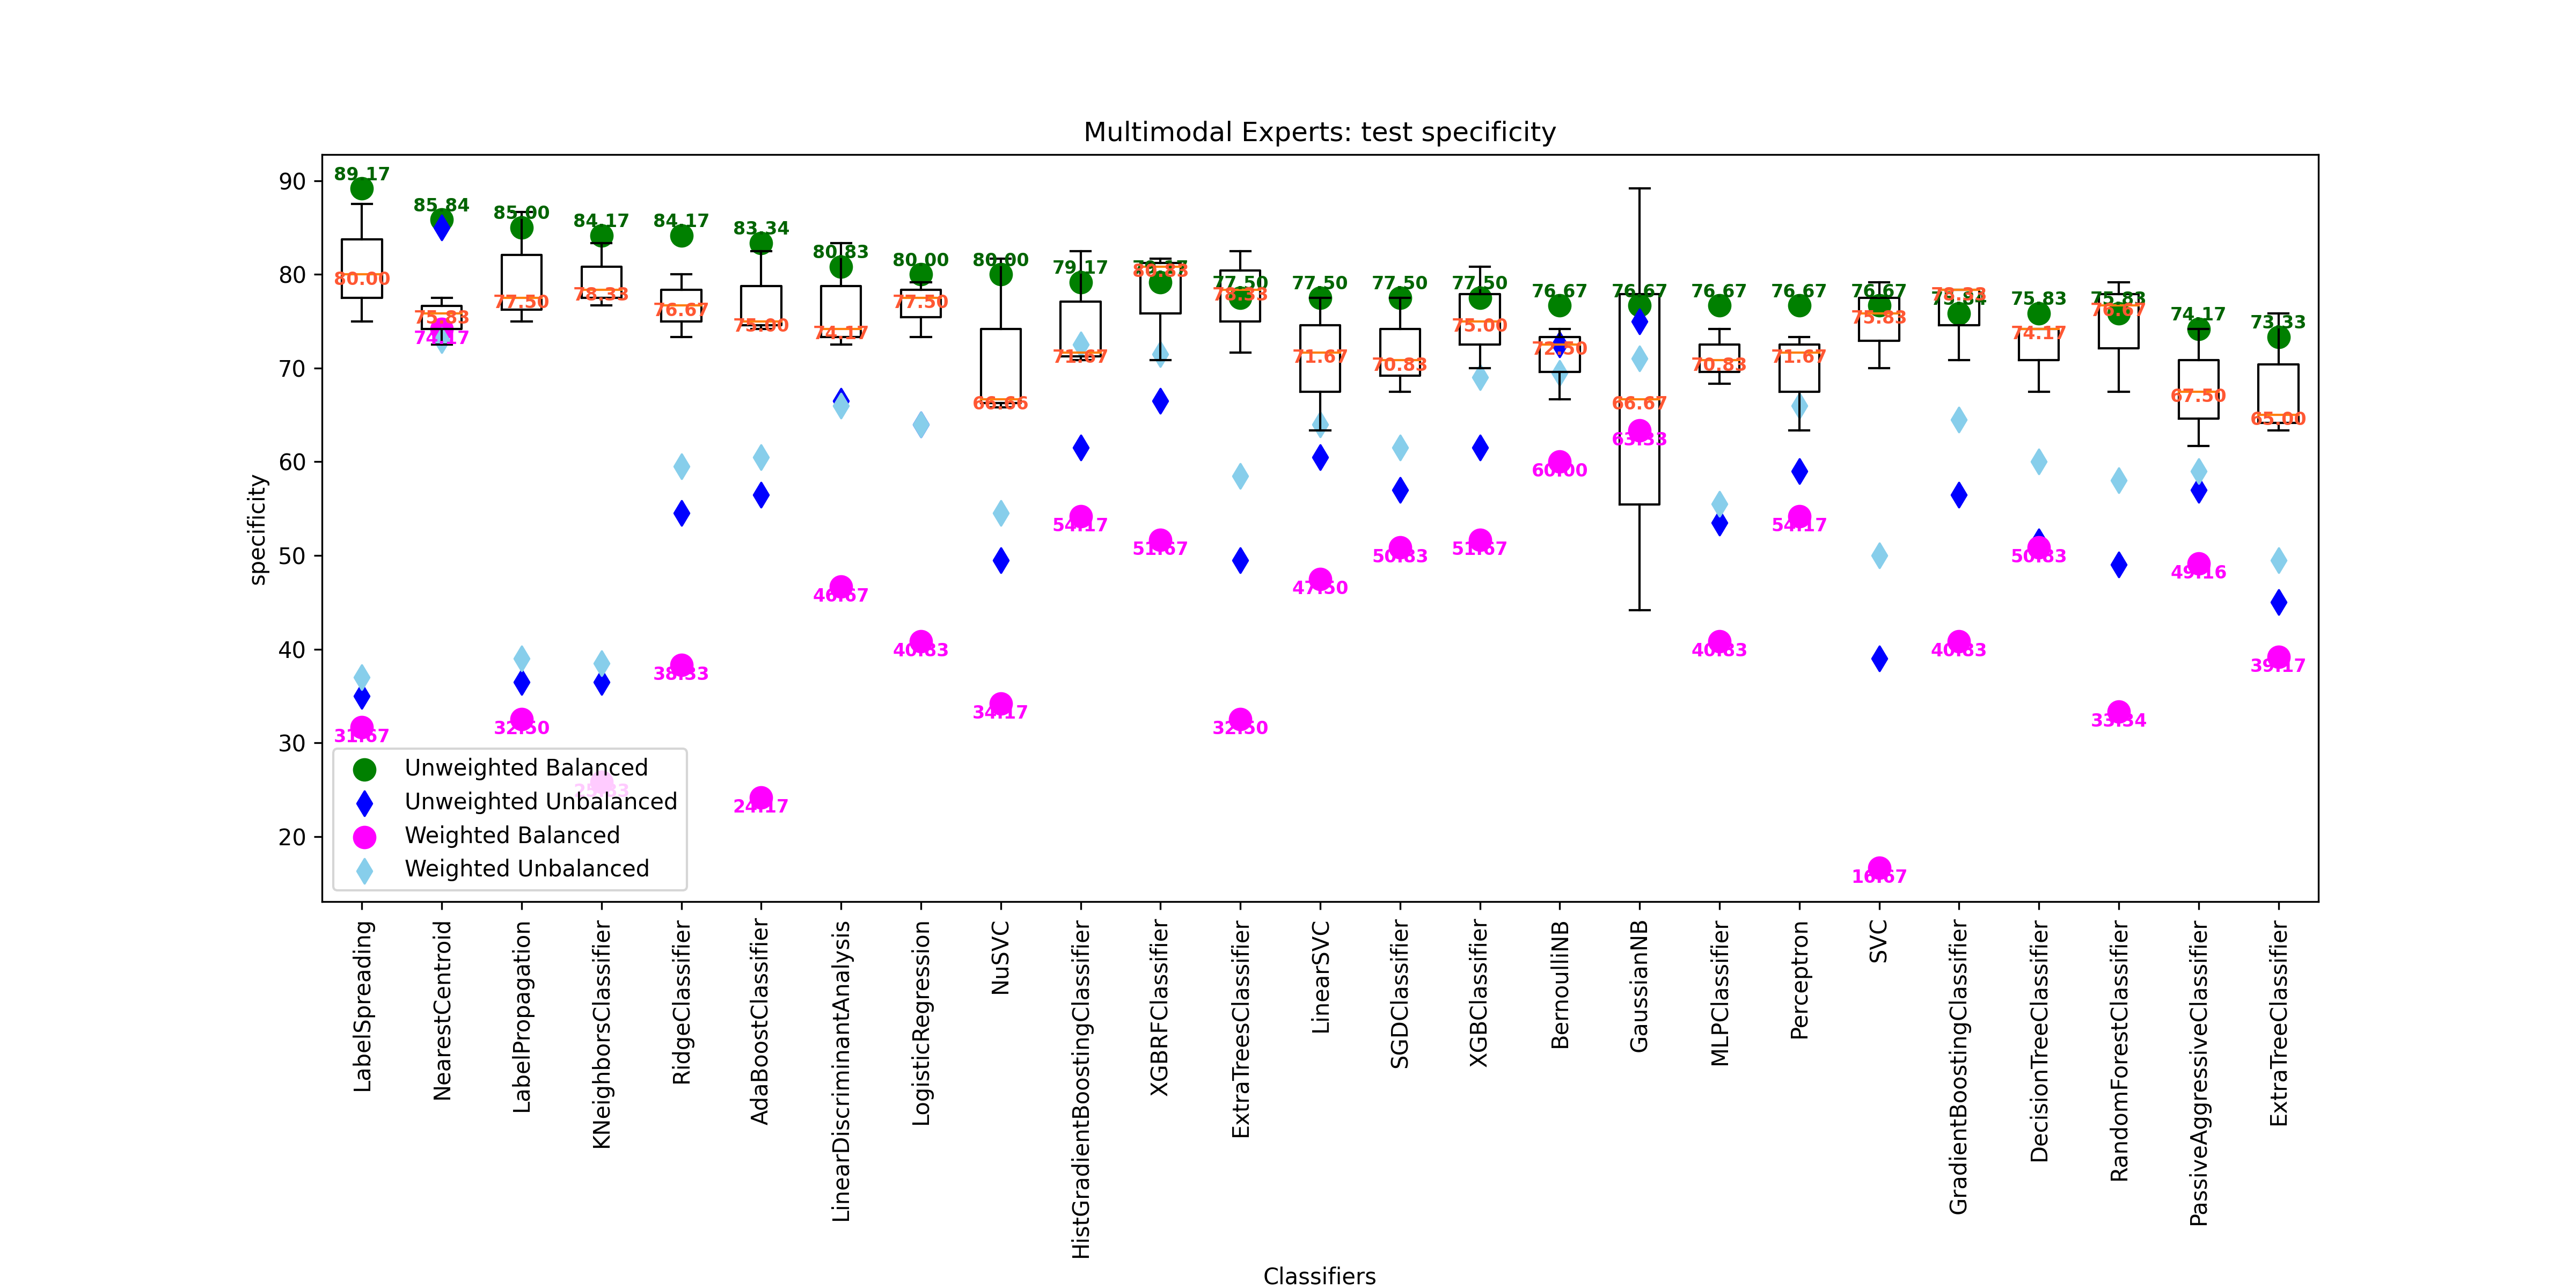 Multimodal Experts: test specificity
specificity
90
80
70
60
50
40
30
20
89.17
85.84
85.00
84.17
84.17
83.34
80.83
80.00
80.00
79.17
77.50
77.50
77.50
77.50
76.67
76.67
76.67
76.67
76.67
75.83
75.83
74.17
73.33
80.00
75.83
77.50
78.33
76.67
75.00
74.17
77.50
66.66
71.67
80.83
78.33
71.67
70.83
75.00
72.50
66.67
70.83
71.67
75.83
78.33
74.17
76.67
67.50
65.00
31.67
74.17
32.50
38.33
24.17
46.67
40.83
34.17
54.17
51.67
32.50
47.50
50.83
51.67
60.00
63.33
40.83
54.17
16.67
40.83
50.83
33.34
49.16
39.17
Unweighted Balanced
Unweighted Unbalanced
Weighted Balanced
Weighted Unbalanced
LabelSpreading
NearestCentroid
LabelPropagation
KNeighborsClassifier
RidgeClassifier
AdaBoostClassifier
LinearDiscriminantAnalysis
LogisticRegression
NuSVC
HistGradientBoostingClassifier
XGBRFClassifier
ExtraTreesClassifier
LinearSVC
SGDClassifier
XGBClassifier
BernoulliNB
GaussianNB
MLPClassifier
Perceptron
SVC
GradientBoostingClassifier
DecisionTreeClassifier
RandomForestClassifier
PassiveAggressiveClassifier
ExtraTreeClassifier
Classifiers